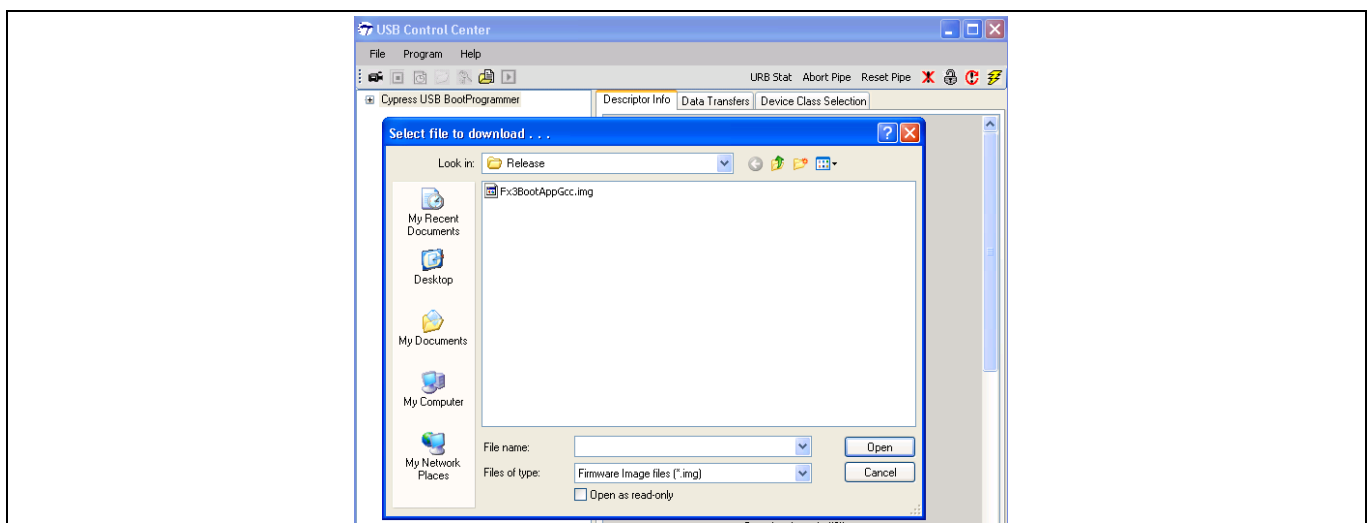 USB Control Center
File Program Help
URB Stat Abort Pipe Reset Pipe
Cypress USB BootProgrammer
Descriptor Info Data Transfers Device Class Selection
Select file to download . . .
Look in: Release
Fx3BootAppGcc.img
My Recent
Documents
Desktop
My Documents
My Computer
My Network
Places
File name:
Open
Files of type: Firmware Image files (*.img)
Cancel
Open as read-only